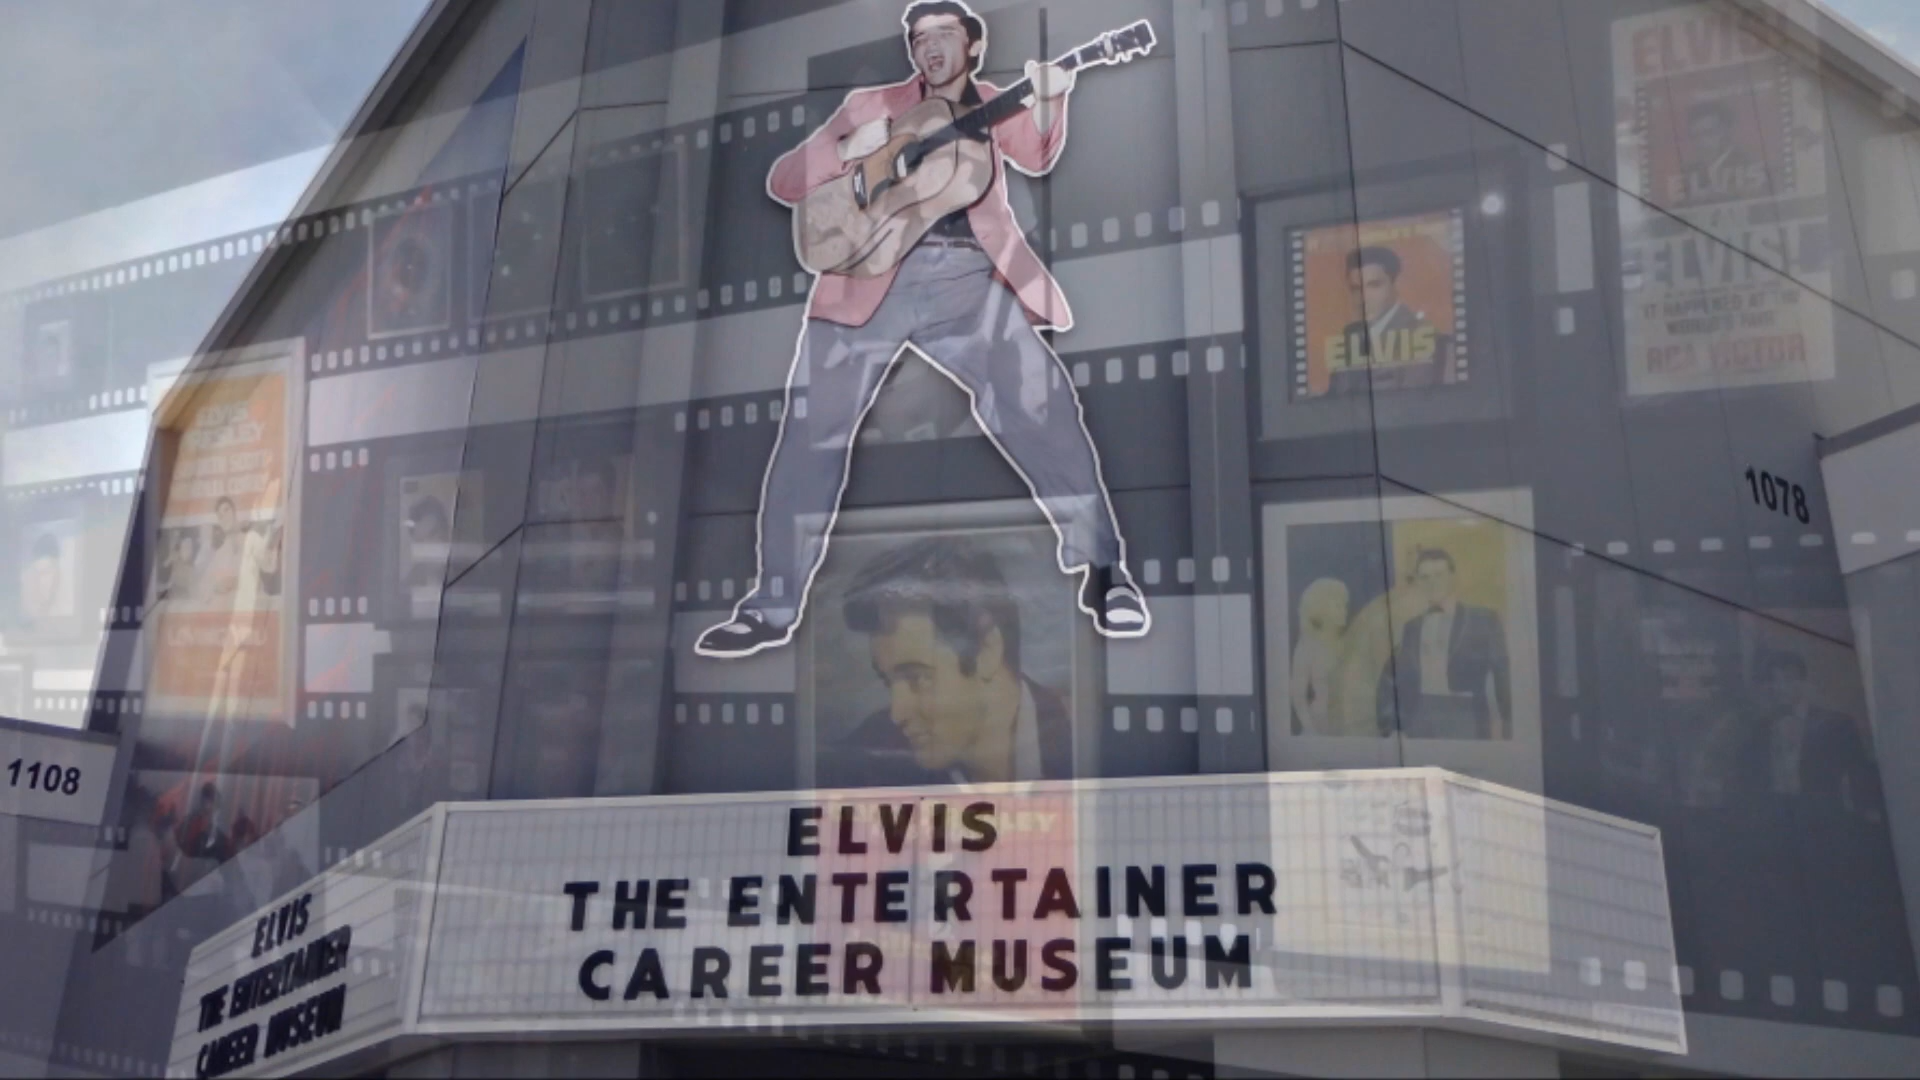 ELVIS!
ELVIS
ELVIS!
IT HAPPENED AT THE
WORLD'S FAIR
RCA VICTOR
ELVIS
ELVIS
PRESLEY
1078
1108
ELVIS
THE ENTERTAINER
CAREER MUSEUM
ELVIS
THE ENTERTAINER
CAREER MUSEUM